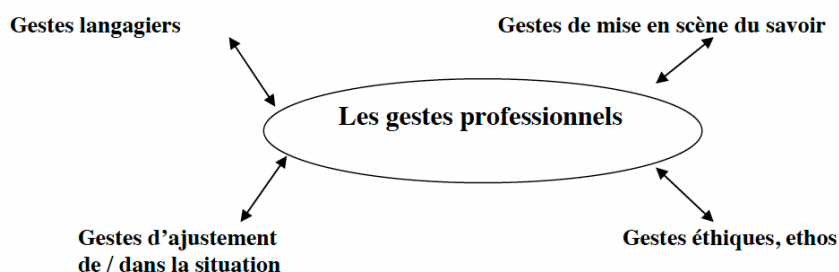 Gestes langagiers
Gestes de mise en scène du savoir
Les gestes professionnels
Gestes d’ajustement
de / dans la situation
Gestes éthiques, ethos